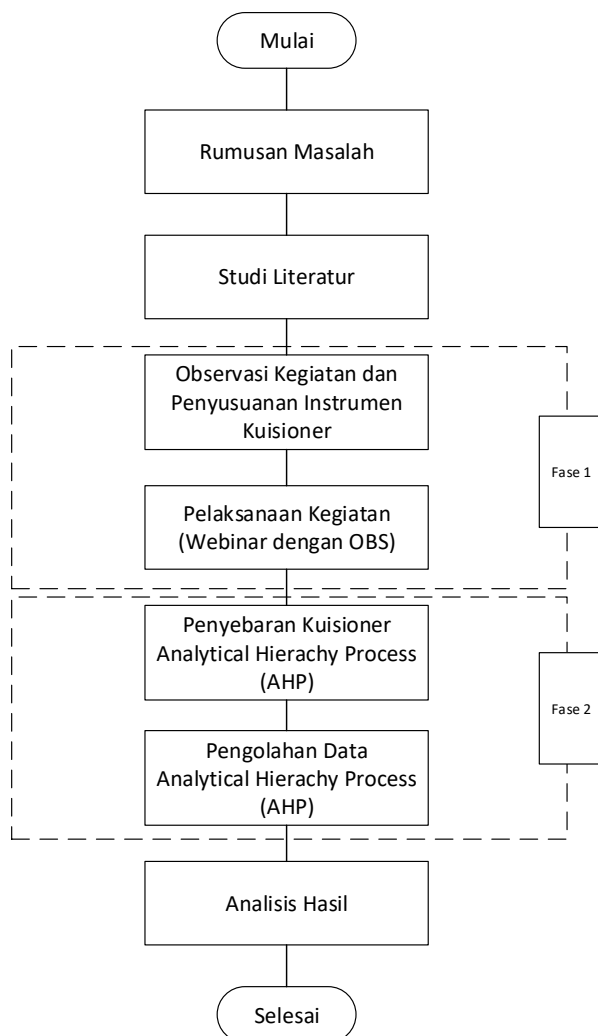 Mulai
Rumusan Masalah
Studi Literatur
Observasi Kegiatan dan
Penyusuanan Instrumen
Kuisioner
Fase 1
Pelaksanaan Kegiatan
(Webinar dengan OBS)
Penyebaran Kuisioner
Analytical Hierachy Process
(AHP)
Fase 2
Pengolahan Data
Analytical Hierachy Process
(AHP)
Analisis Hasil
Selesai